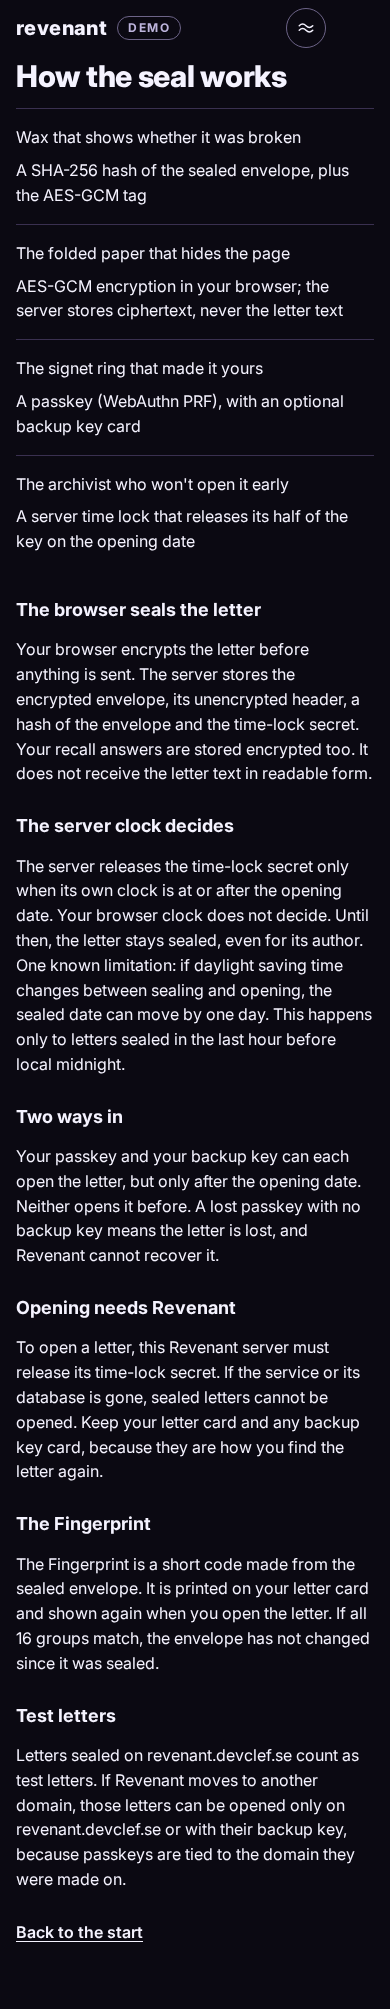 revenant DEMO
How the seal works
Wax that shows whether it was broken
A SHA-256 hash of the sealed envelope, plus
the AES-GCM tag
The folded paper that hides the page
AES-GCM encryption in your browser; the
server stores ciphertext, never the letter text
The signet ring that made it yours
A passkey (WebAuthn PRF), with an optional
backup key card
The archivist who won't open it early
A server time lock that releases its half of the
key on the opening date
The browser seals the letter
Your browser encrypts the letter before
anything is sent. The server stores the
encrypted envelope, its unencrypted header, a
hash of the envelope and the time-lock secret.
Your recall answers are stored encrypted too. It
does not receive the letter text in readable form.
The server clock decides
The server releases the time-lock secret only
when its own clock is at or after the opening
date. Your browser clock does not decide. Until
then, the letter stays sealed, even for its author.
One known limitation: if daylight saving time
changes between sealing and opening, the
sealed date can move by one day. This happens
only to letters sealed in the last hour before
local midnight.
Two ways in
Your passkey and your backup key can each
open the letter, but only after the opening date.
Neither opens it before. A lost passkey with no
backup key means the letter is lost, and
Revenant cannot recover it.
Opening needs Revenant
To open a letter, this Revenant server must
release its time-lock secret. If the service or its
database is gone, sealed letters cannot be
opened. Keep your letter card and any backup
key card, because they are how you find the
letter again.
The Fingerprint
The Fingerprint is a short code made from the
sealed envelope. It is printed on your letter card
and shown again when you open the letter. If all
16 groups match, the envelope has not changed
since it was sealed.
Test letters
Letters sealed on revenant.devclef.se count as
test letters. If Revenant moves to another
domain, those letters can be opened only on
revenant.devclef.se or with their backup key,
because passkeys are tied to the domain they
were made on.
Back to the start